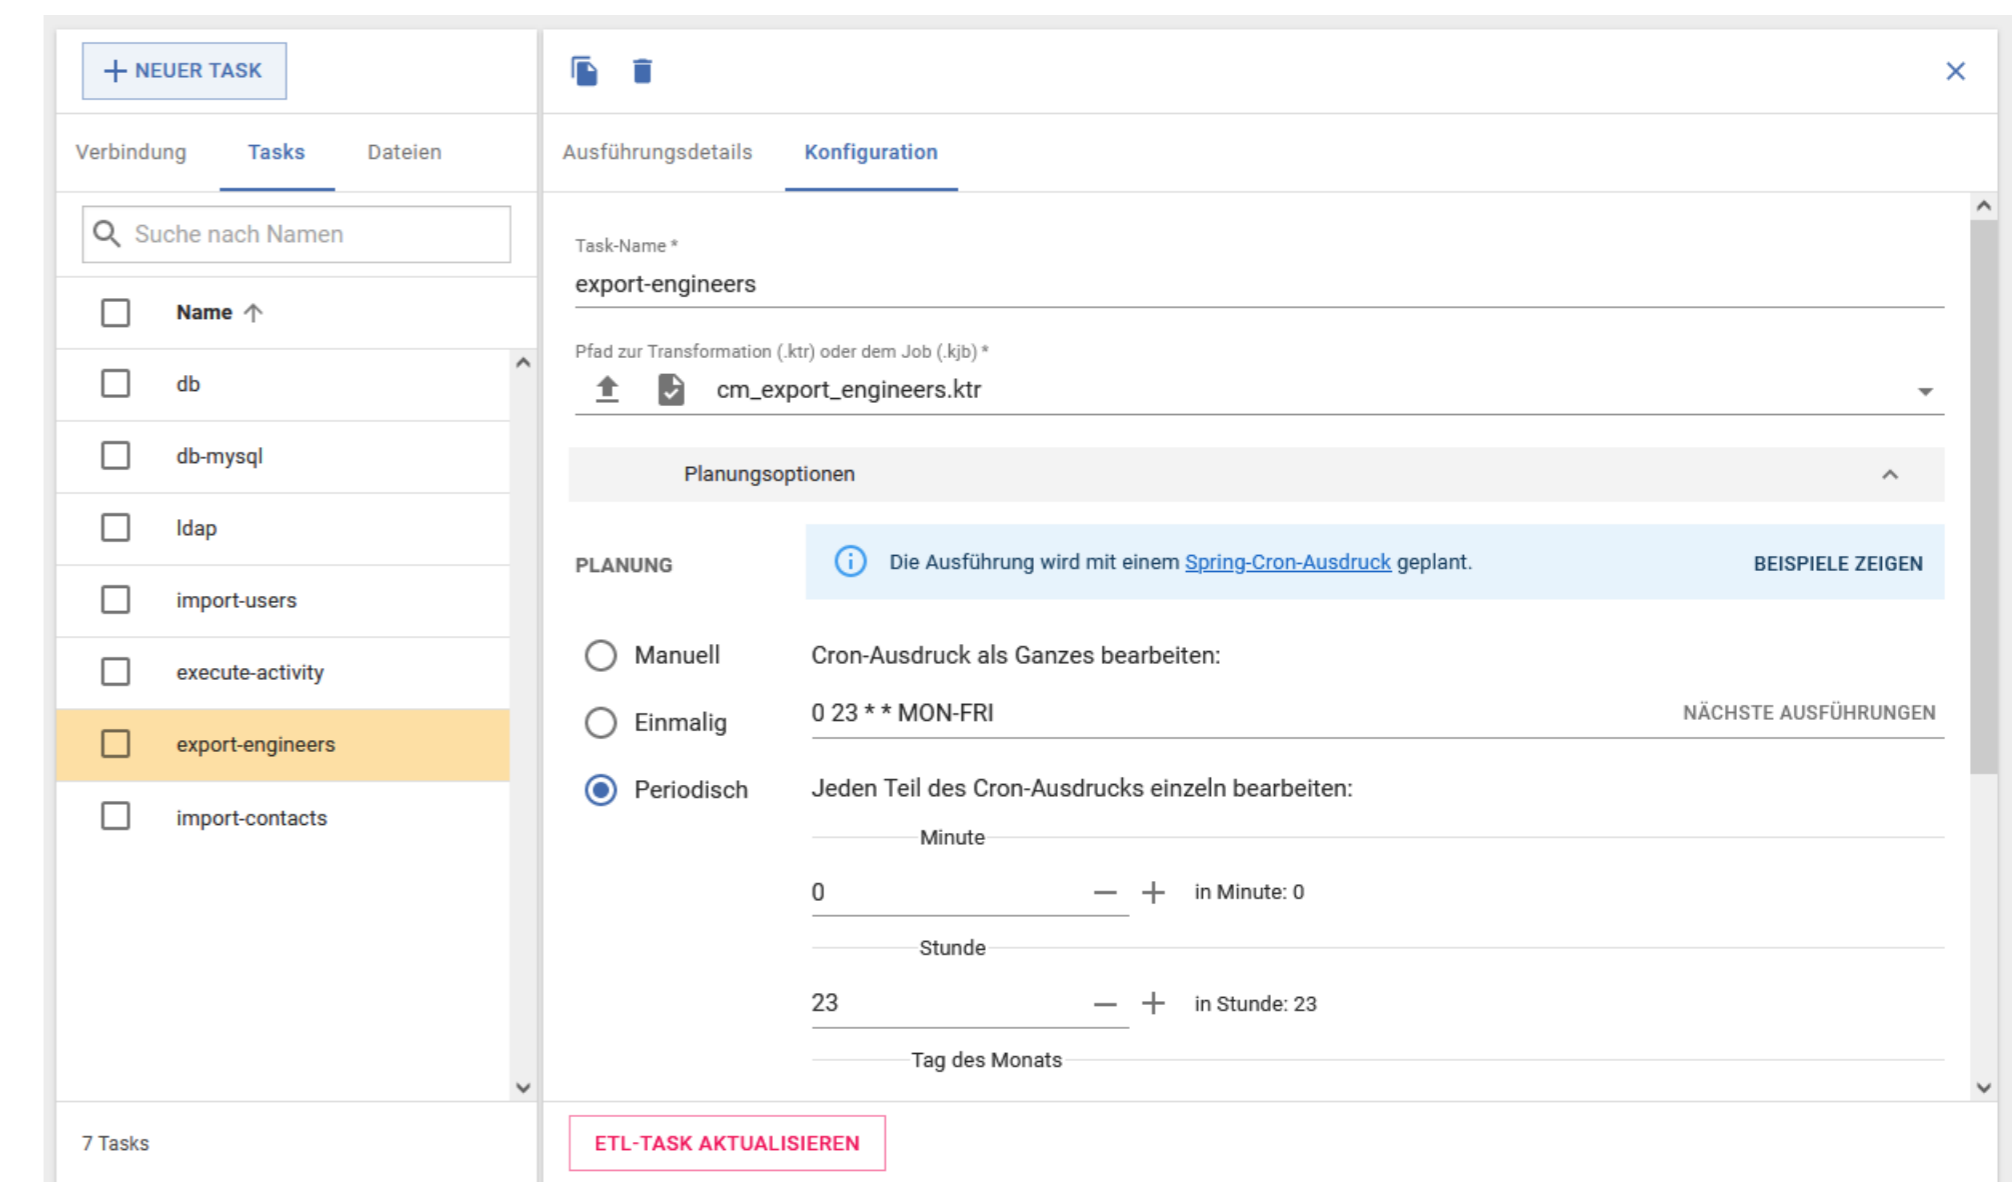 NEUER TASK
Verbindung Tasks Dateien
Suche nach Namen
Name
db
db-mysql
ldap
import-users
execute-activity
export-engineers
import-contacts
7 Tasks
Ausführungsdetails Konfiguration
Task-Name *
export-engineers
Pfad zur Transformation (.ktr) oder dem Job (.kjb) *
cm_export_engineers.ktr
Planungsoptionen
PLANUNG
Die Ausführung wird mit einem Spring-Cron-Ausdruck geplant. BEISPIELE ZEIGEN
Manuell
Einmalig
Periodisch
Cron-Ausdruck als Ganzes bearbeiten:
0 23 * * MON-FRI NÄCHSTE AUSFÜHRUNGEN
Jeden Teil des Cron-Ausdrucks einzeln bearbeiten:
Minute
0 in Minute: 0
Stunde
23 in Stunde: 23
Tag des Monats
ETL-TASK AKTUALISIEREN